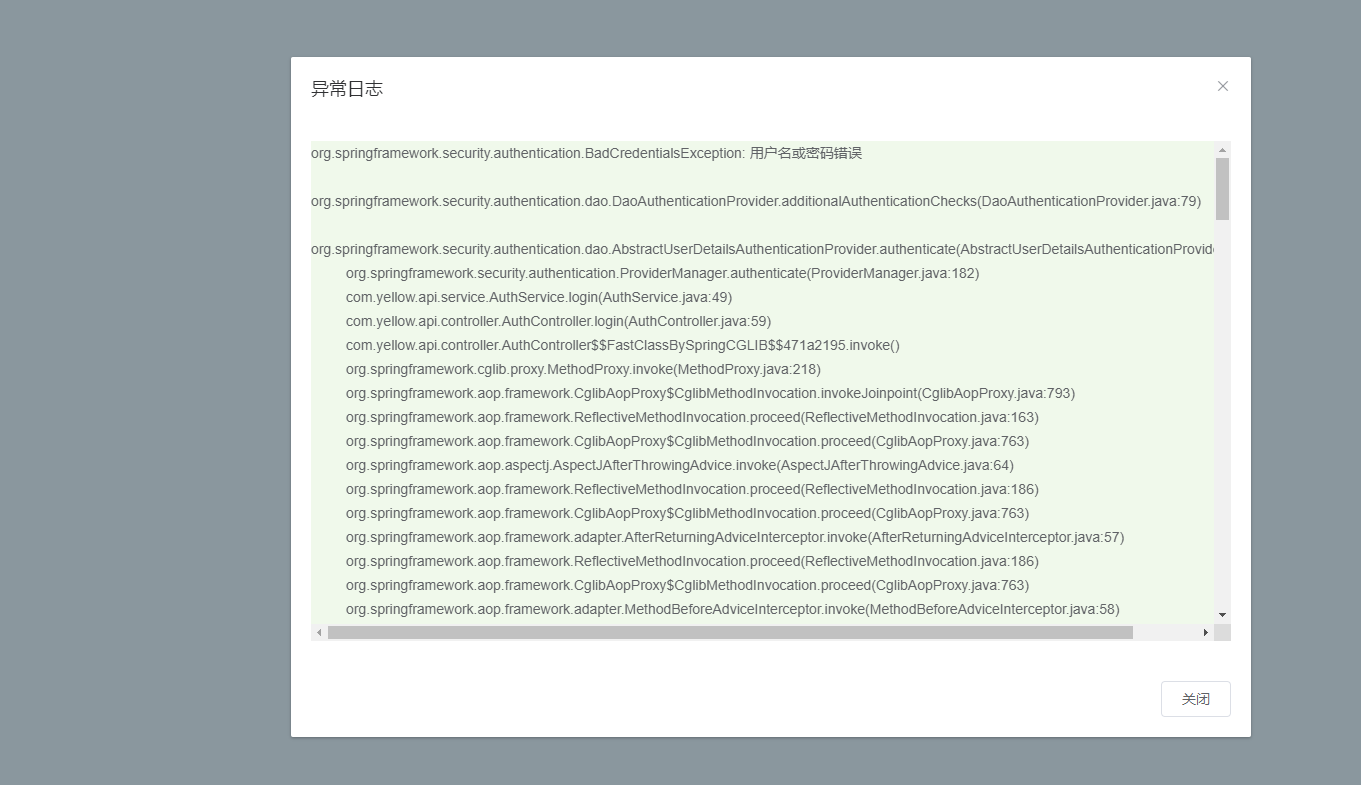 异常日志
org.springframework.security.authentication.BadCredentialsException: 用户名或密码错误
org.springframework.security.authentication.dao.DaoAuthenticationProvider.additionalAuthenticationChecks(DaoAuthenticationProvider.java:79)
org.springframework.security.authentication.dao.AbstractUserDetailsAuthenticationProvider.authenticate(AbstractUserDetailsAuthenticationProvid
org.springframework.security.authentication.ProviderManager.authenticate(ProviderManager.java:182)
com.yellow.api.service.AuthService.login(AuthService.java:49)
com.yellow.api.controller.AuthController.login(AuthController.java:59)
com.yellow.api.controller.AuthController$$FastClassBySpringCGLIB$$471a2195.invoke()
org.springframework.cglib.proxy.MethodProxy.invoke(MethodProxy.java:218)
org.springframework.aop.framework.CglibAopProxy$CglibMethodInvocation.invokeJoinpoint(CglibAopProxy.java:793)
org.springframework.aop.framework.ReflectiveMethodInvocation.proceed(ReflectiveMethodInvocation.java:163)
org.springframework.aop.framework.CglibAopProxy$CglibMethodInvocation.proceed(CglibAopProxy.java:763)
org.springframework.aop.aspectj.AspectJAfterThrowingAdvice.invoke(AspectJAfterThrowingAdvice.java:64)
org.springframework.aop.framework.ReflectiveMethodInvocation.proceed(ReflectiveMethodInvocation.java:186)
org.springframework.aop.framework.CglibAopProxy$CglibMethodInvocation.proceed(CglibAopProxy.java:763)
org.springframework.aop.framework.adapter.AfterReturningAdviceInterceptor.invoke(AfterReturningAdviceInterceptor.java:57)
org.springframework.aop.framework.ReflectiveMethodInvocation.proceed(ReflectiveMethodInvocation.java:186)
org.springframework.aop.framework.CglibAopProxy$CglibMethodInvocation.proceed(CglibAopProxy.java:763)
org.springframework.aop.framework.adapter.MethodBeforeAdviceInterceptor.invoke(MethodBeforeAdviceInterceptor.java:58)
关闭